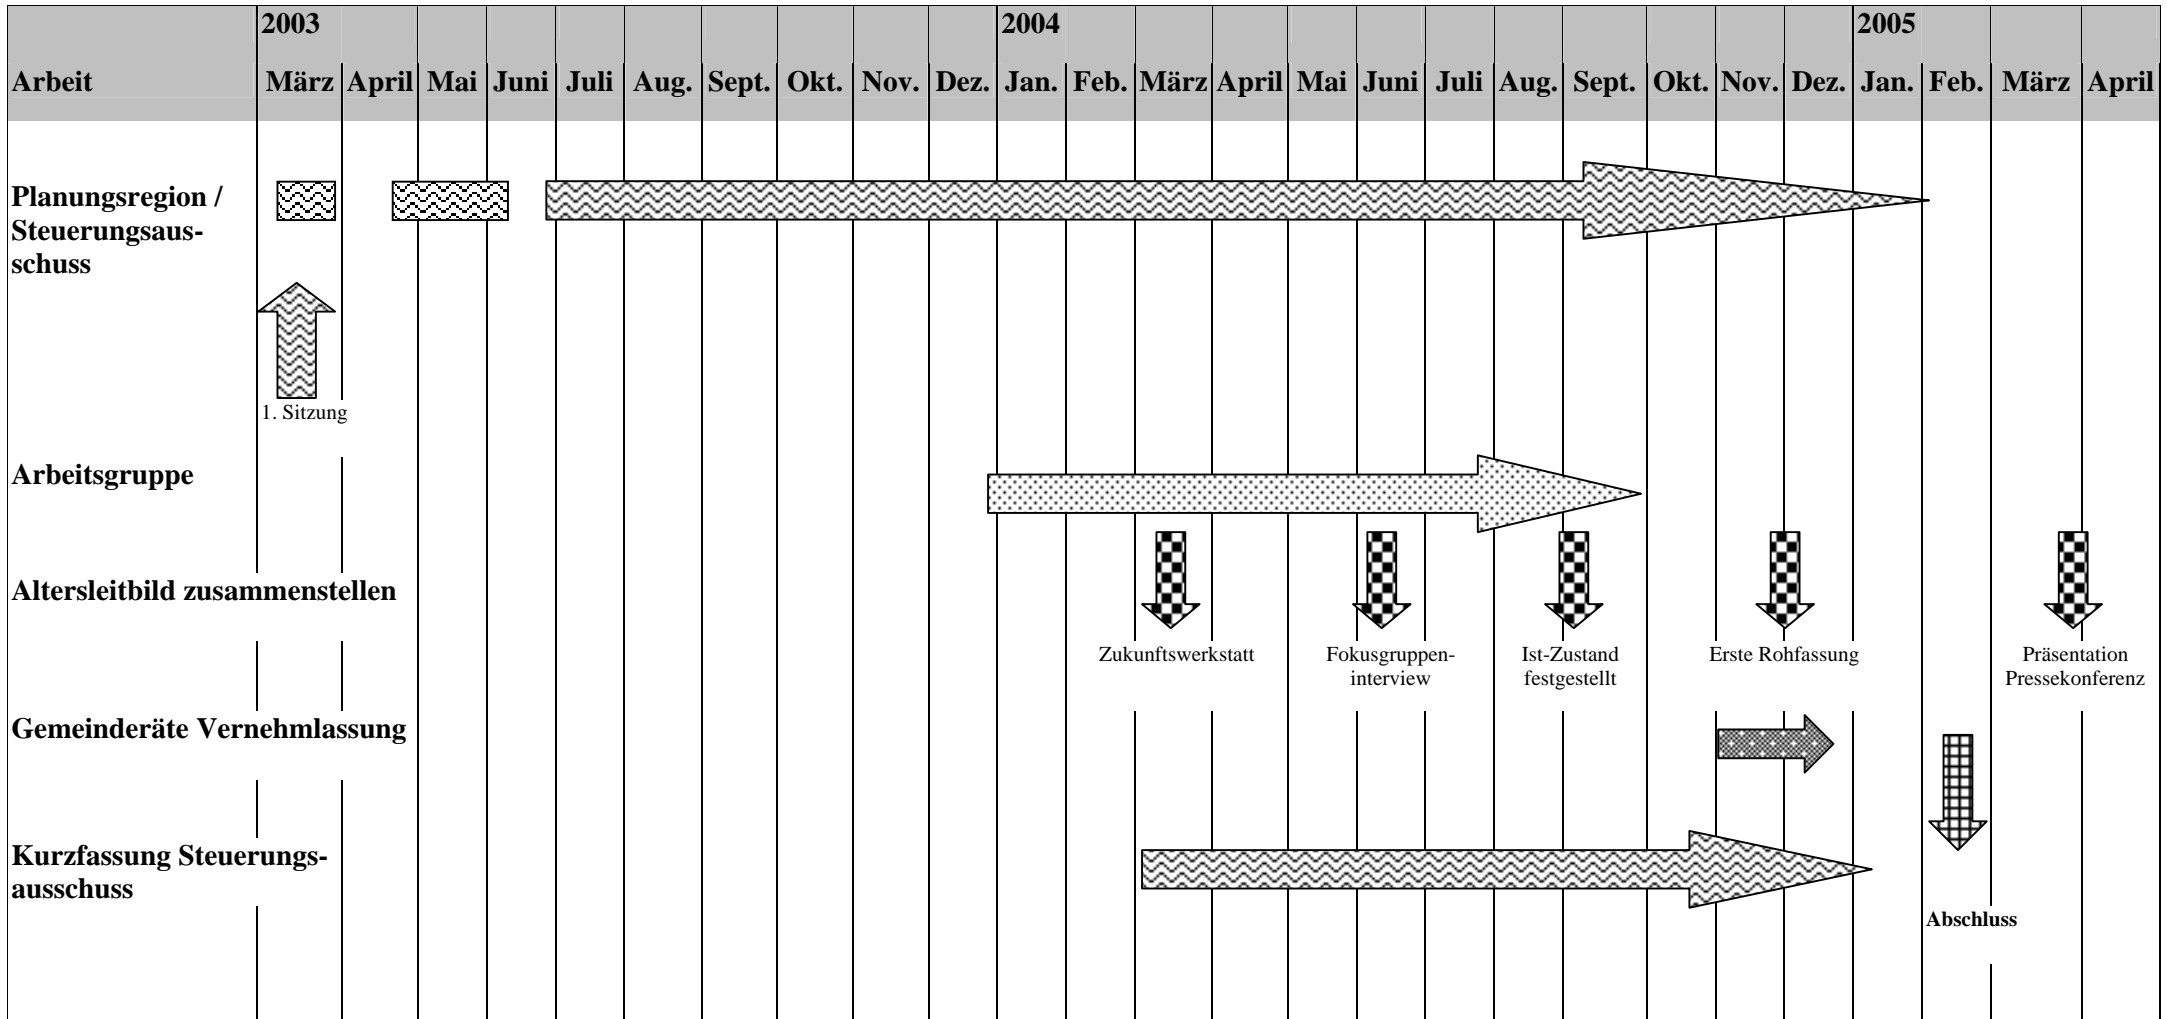 2003 2004 2005
Arbeit März April Mai Juni Juli Aug. Sept. Okt. Nov. Dez. Jan. Feb. März April Mai Juni Juli Aug. Sept. Okt. Nov. Dez. Jan. Feb. März April
Planungsregion /
Steuerungsaus-
schuss
1. Sitzung
Arbeitsgruppe
Altersleitbild zusammenstellen
Zukunftswerkstatt
Fokusgruppen-
interview
Ist-Zustand
festgestellt
Erste Rohfassung
Präsentation
Pressekonferenz
Gemeinderäte Vernehmlassung
Kurzfassung Steuerungs-
ausschuss
Abschluss